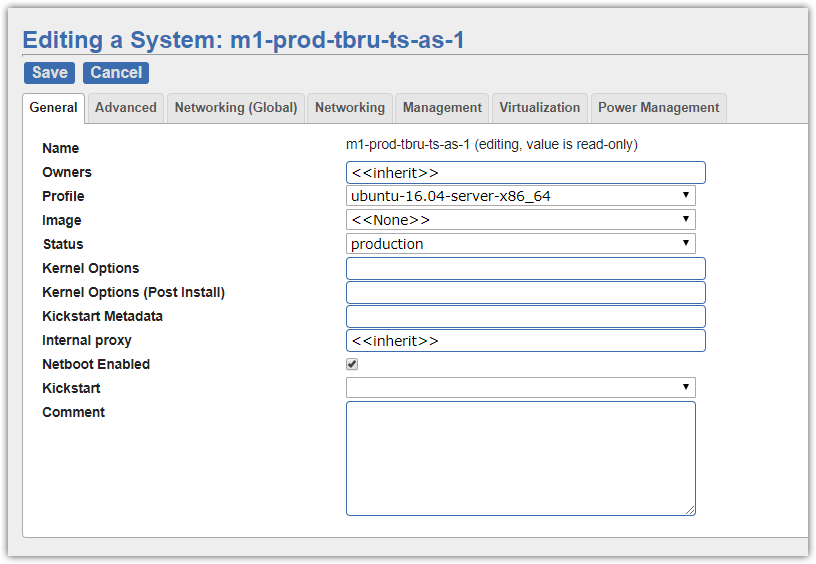 Editing a System: m1-prod-tbru-ts-as-1
Save Cancel
General Advanced Networking (Global) Networking Management Virtualization Power Management
Name m1-prod-tbru-ts-as-1 (editing, value is read-only)
Owners <<inherit>>
Profile ubuntu-16.04-server-x86_64
Image <<None>>
Status production
Kernel Options
Kernel Options (Post Install)
Kickstart Metadata
Internal proxy <<inherit>>
Netboot Enabled
Kickstart
Comment